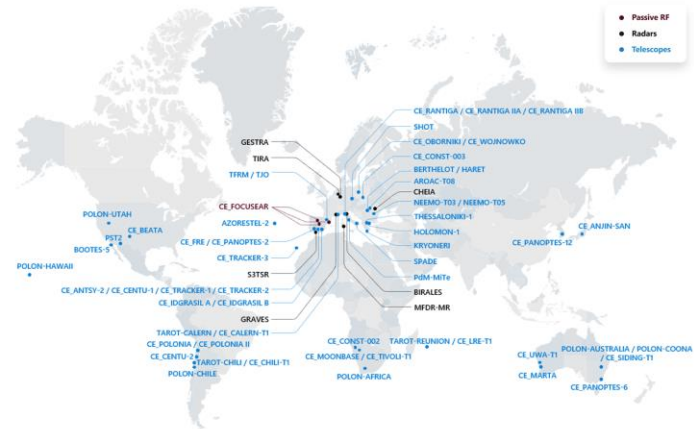 Passive RF
Radars
Telescopes
CE_RANTIGA / CE_RANTIGA IIA / CE_RANTIGA IIB
SHOT
GESTRA
CE_OBORNIKI / CE_WOJNOWKO
TIRA
CE_CONST-003
TFRM / TJO
BERTHELOT / HARET
AROAC-T08
CHEIA
CE_FOCUSEAR
NEEMO-T03 / NEEMO-T05
POLON-UTAH
AZORESTEL-2
THESSALONIKI-1
CE_BEATA
HOLOMON-1
CE_ANJIN-SAN
PST2
CE_FRE / CE_PANOPTES-2
KRYONERI
CE_PANOPTES-12
BOOTES-5
CE_TRACKER-3
SPADE
POLON-HAWAII
S3TSR
PdM-MiTe
CE_ANTSY-2 / CE_CENTU-1 / CE_TRACKER-1 / CE_TRACKER-2
BIRALES
CE_IDGRASIL A / CE_IDGRASIL B
MFDR-MR
GRAVES
TAROT-CALERN / CE_CALERN-T1
CE_POLONIA / CE_POLONIA II
CE_CONST-002
TAROT-REUNION / CE_LRE-T1
CE_CENTU-2
CE_MOONBASE / CE_TIVOLI-T1
CE_UWA-T1
POLON-AUSTRALIA / POLON-COONA
/ CE_SIDING-T1
TAROT-CHILI / CE_CHILI-T1
POLON-CHILE
POLON-AFRICA
CE_MARTA
CE_PANOPTES-6